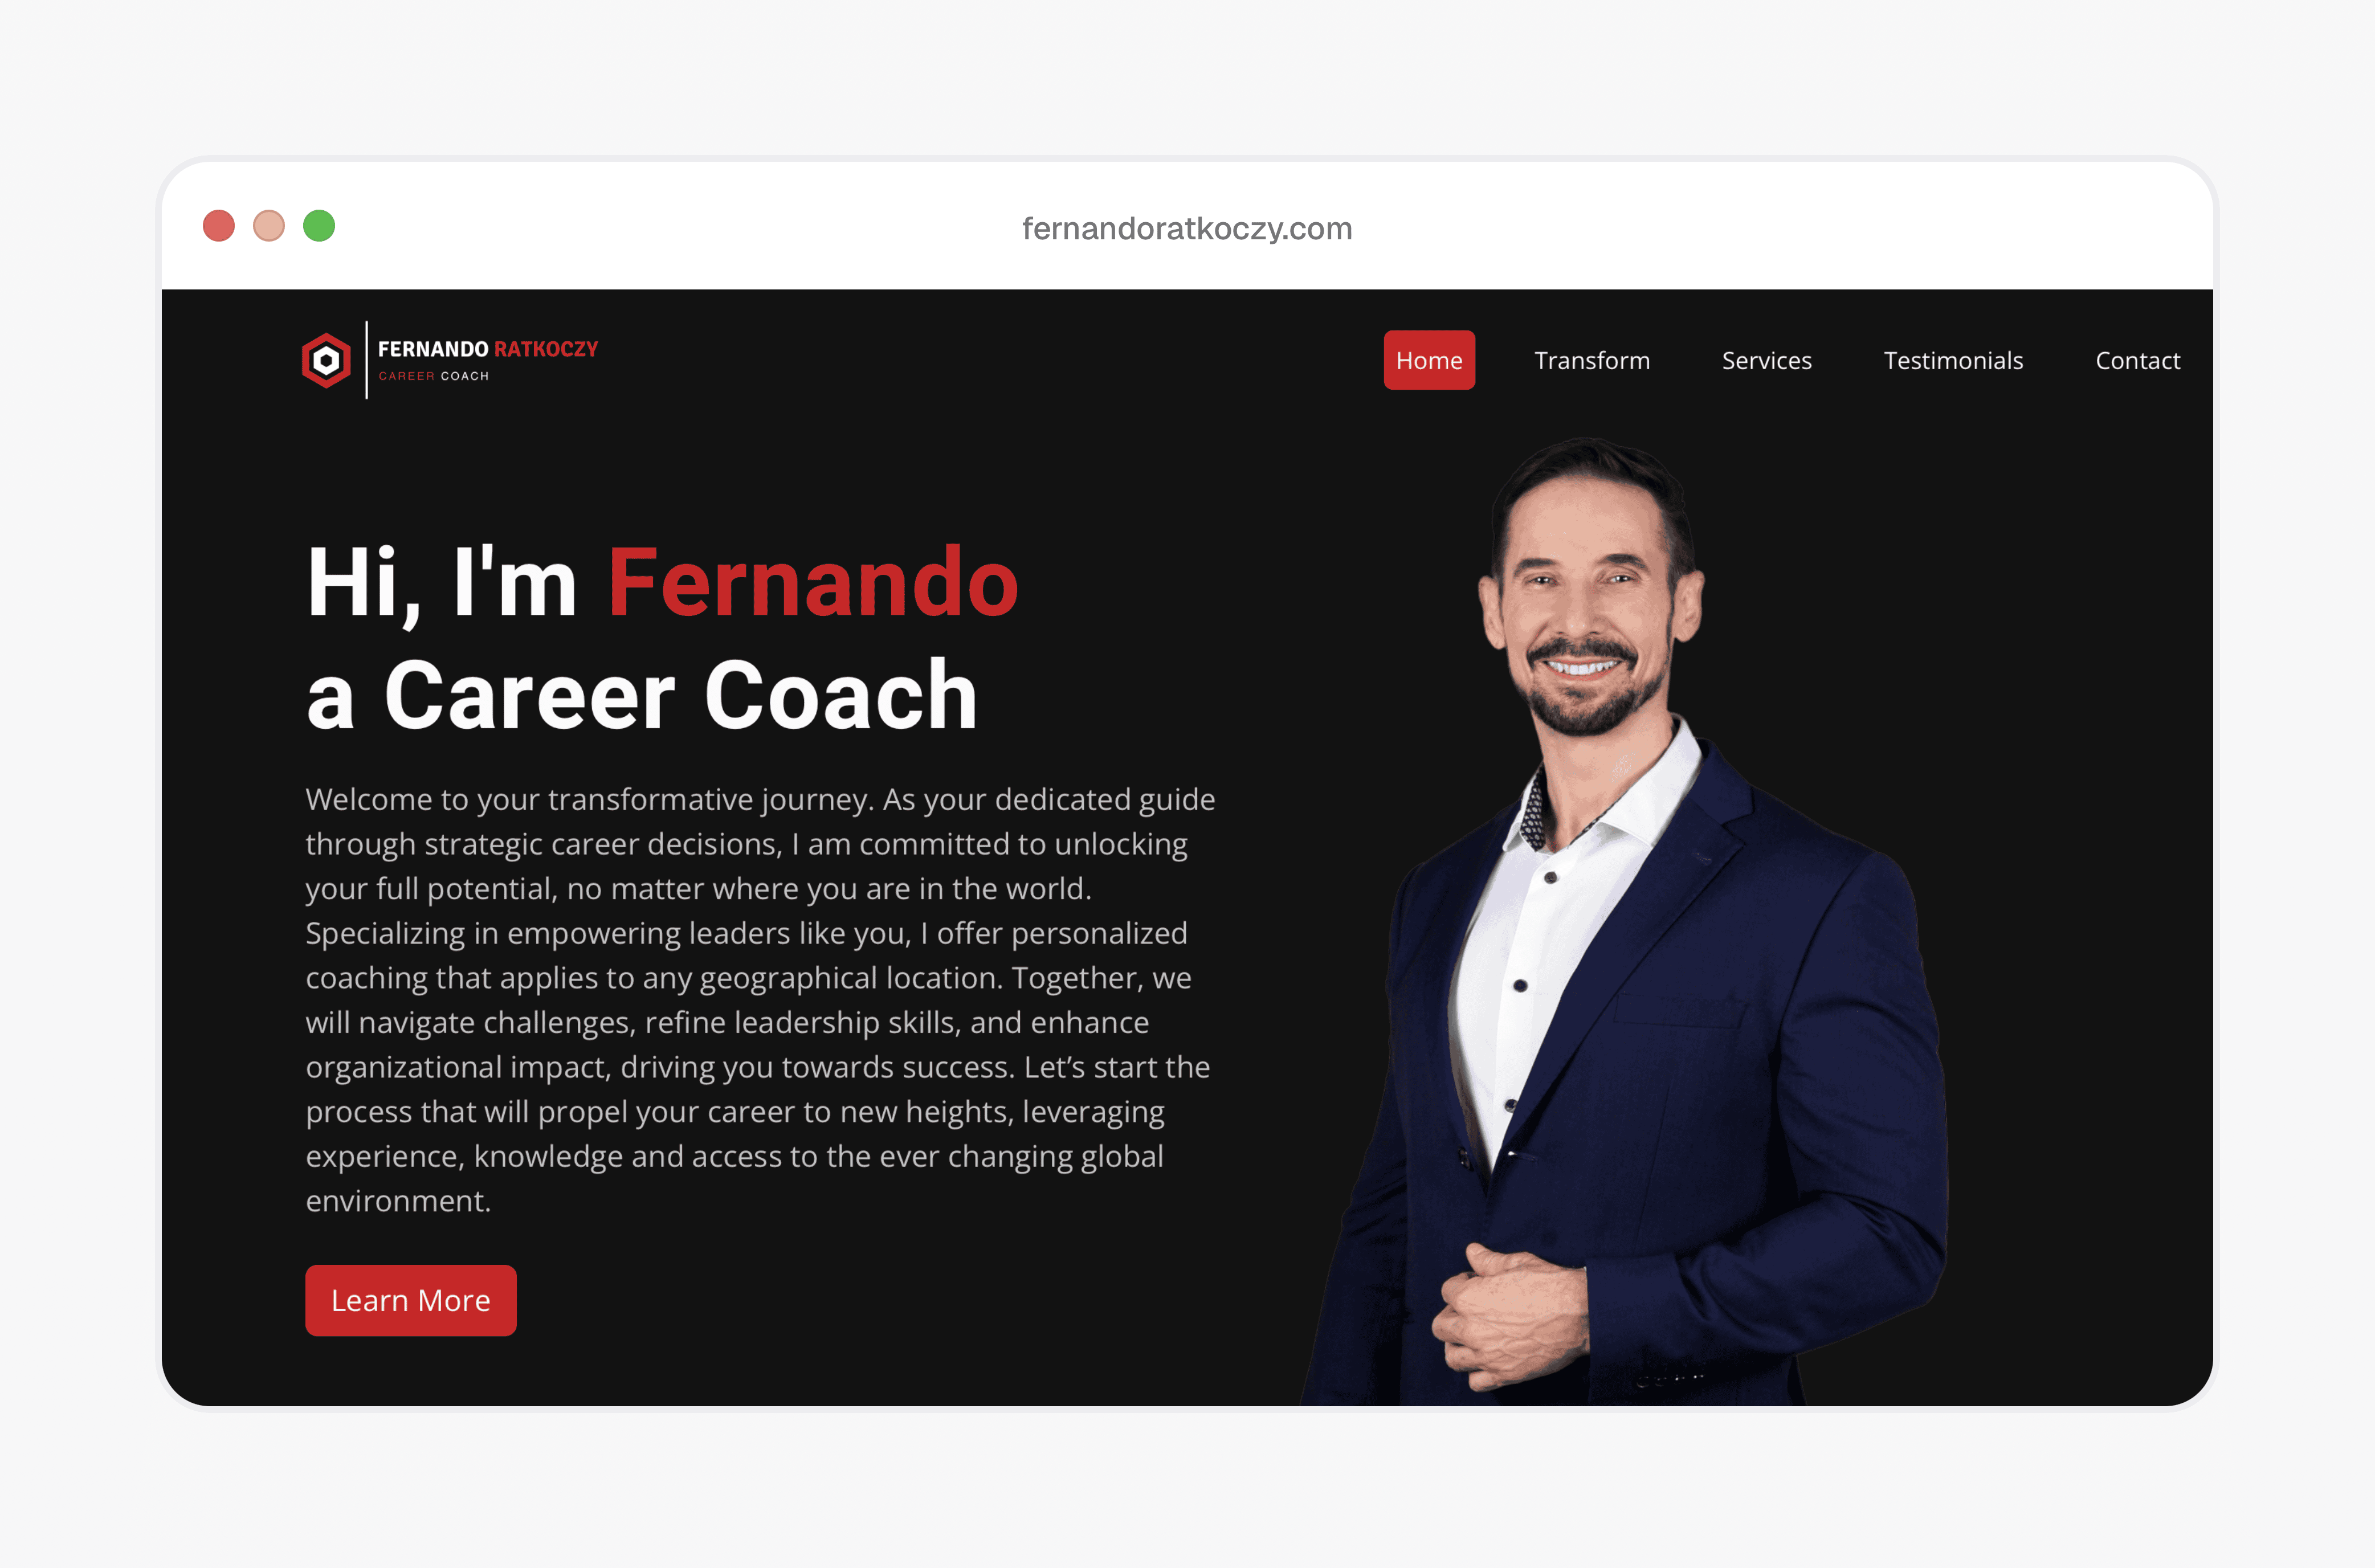 fernandoratkoczy.com
FERNANDO RATKOCZY
CAREER COACH
Home Transform Services Testimonials Contact
Hi, I'm Fernando
a Career Coach
Welcome to your transformative journey. As your dedicated guide
through strategic career decisions, I am committed to unlocking
your full potential, no matter where you are in the world.
Specializing in empowering leaders like you, I offer personalized
coaching that applies to any geographical location. Together, we
will navigate challenges, refine leadership skills, and enhance
organizational impact, driving you towards success. Let’s start the
process that will propel your career to new heights, leveraging
experience, knowledge and access to the ever changing global
environment.
Learn More